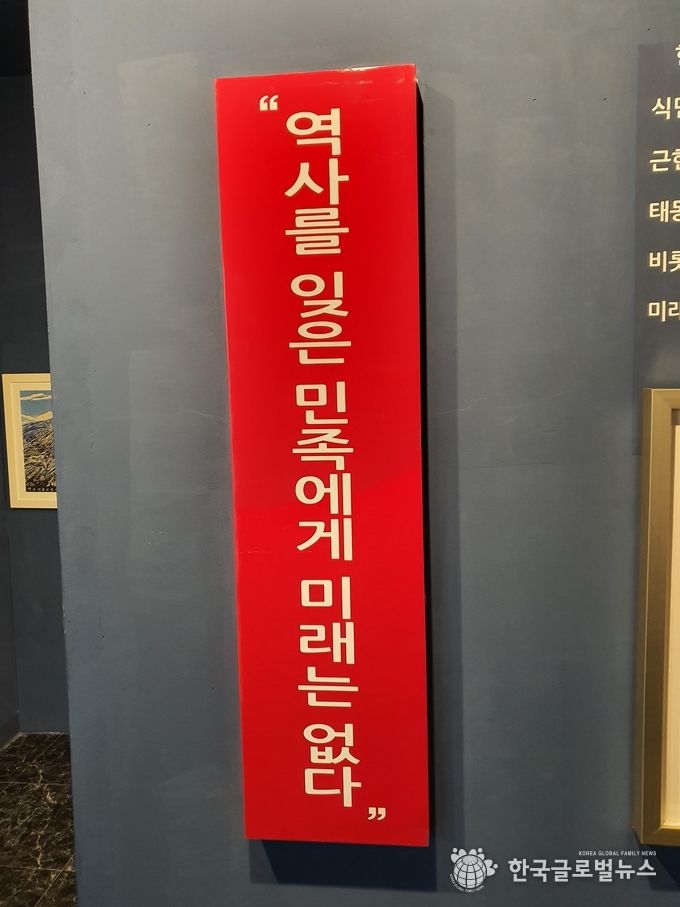 “역사를 잊은 민족에게 미래는 없다”
식민
근현
태동
비롯
미래
KOREA GLOBAL FAMILY NEWS
한국글로벌뉴스